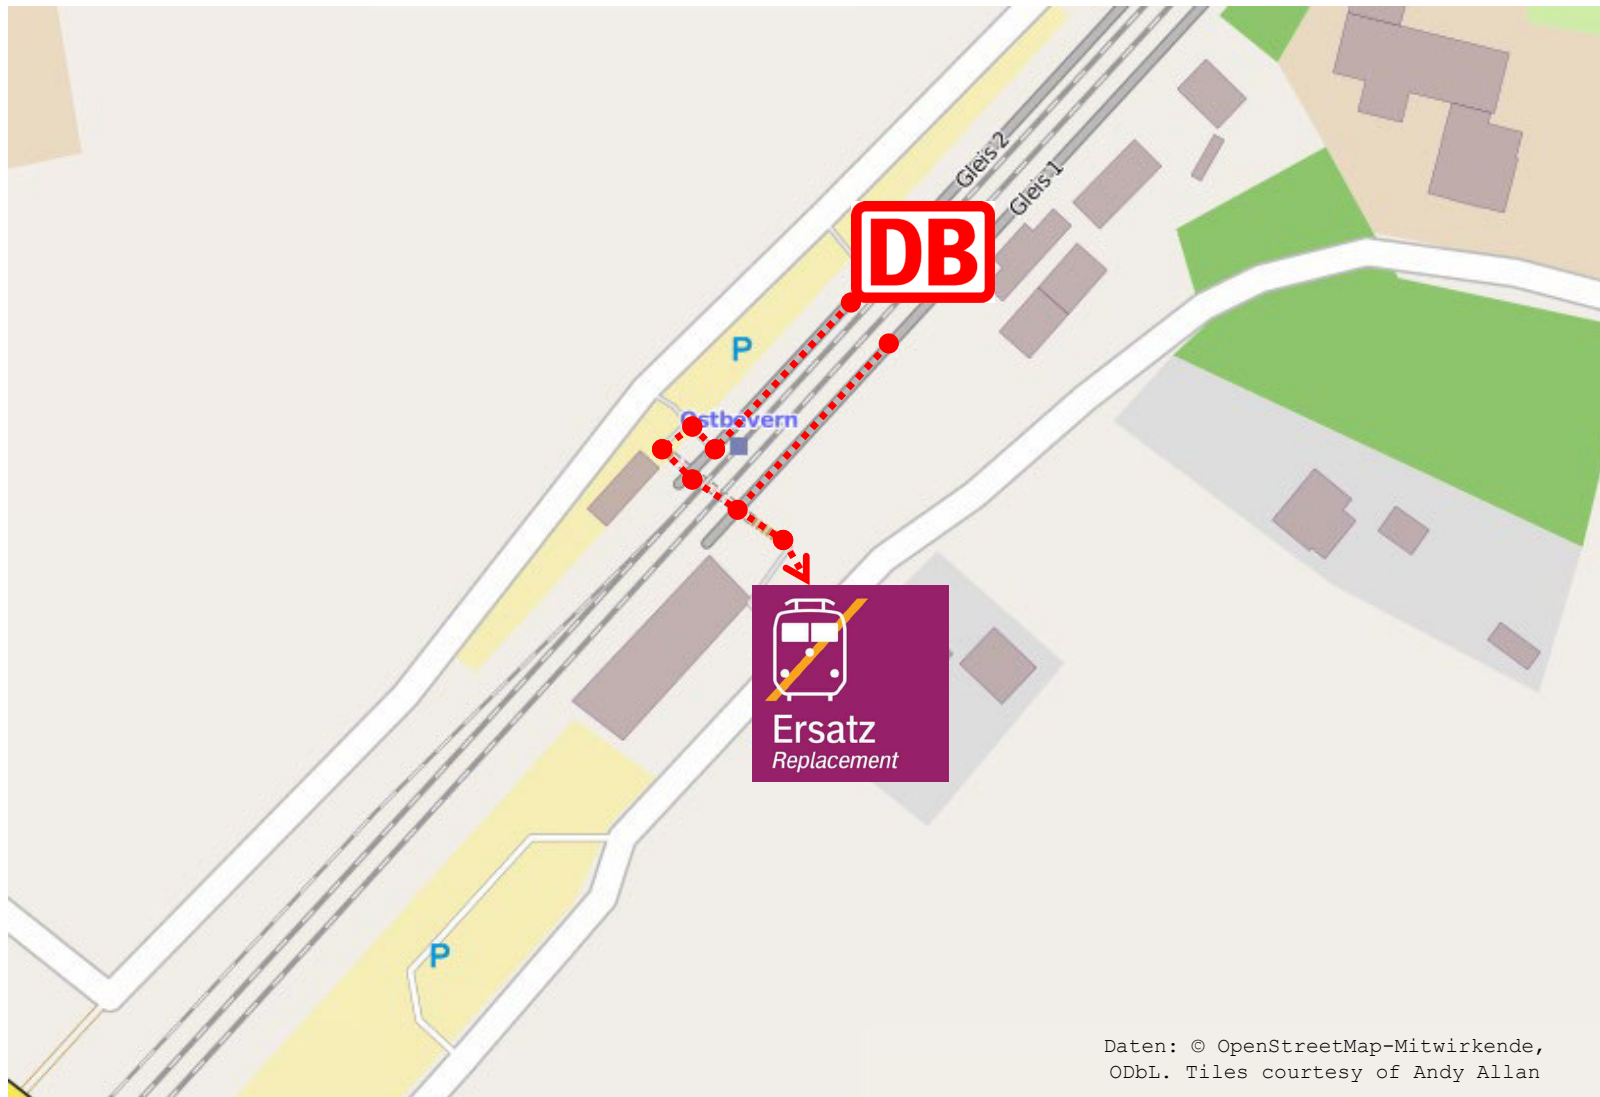 Gleis 2
Gleis 1
DB
P
Ostbevern
Ersatz
Replacement
P
Daten: © OpenStreetMap-Mitwirkende,
ODbL. Tiles courtesy of Andy Allan